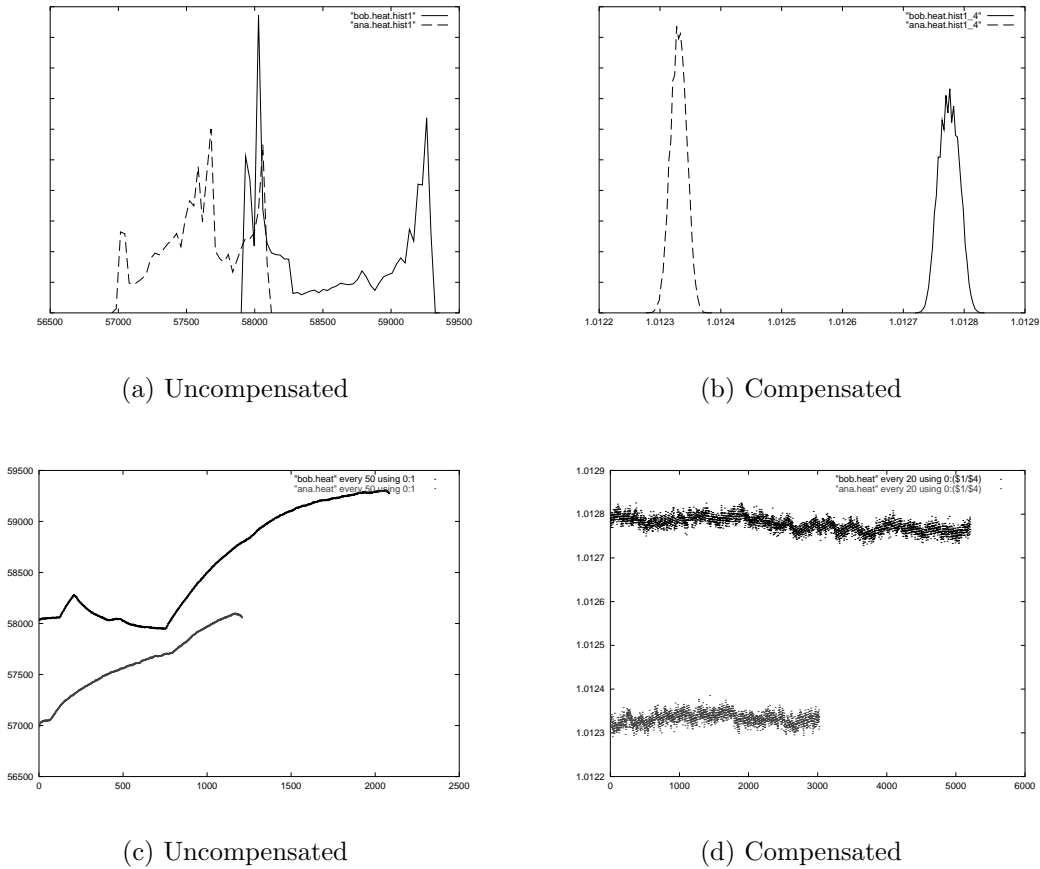 "bob.heat.hist1"
"ana.heat.hist1"
56500 57000 57500 58000 58500 59000 59500
(a) Uncompensated
"bob.heat.hist1_4"
"ana.heat.hist1_4"
1.0122 1.0123 1.0124 1.0125 1.0126 1.0127 1.0128 1.0129
(b) Compensated
"bob.heat" every 50 using 0:1
"ana.heat" every 50 using 0:1
59500
59000
58500
58000
57500
57000
56500
0 500 1000 1500 2000 2500
(c) Uncompensated
"bob.heat" every 20 using 0:($1/$4)
"ana.heat" every 20 using 0:($1/$4)
1.0129
1.0128
1.0127
1.0126
1.0125
1.0124
1.0123
1.0122
0 1000 2000 3000 4000 5000 6000
(d) Compensated